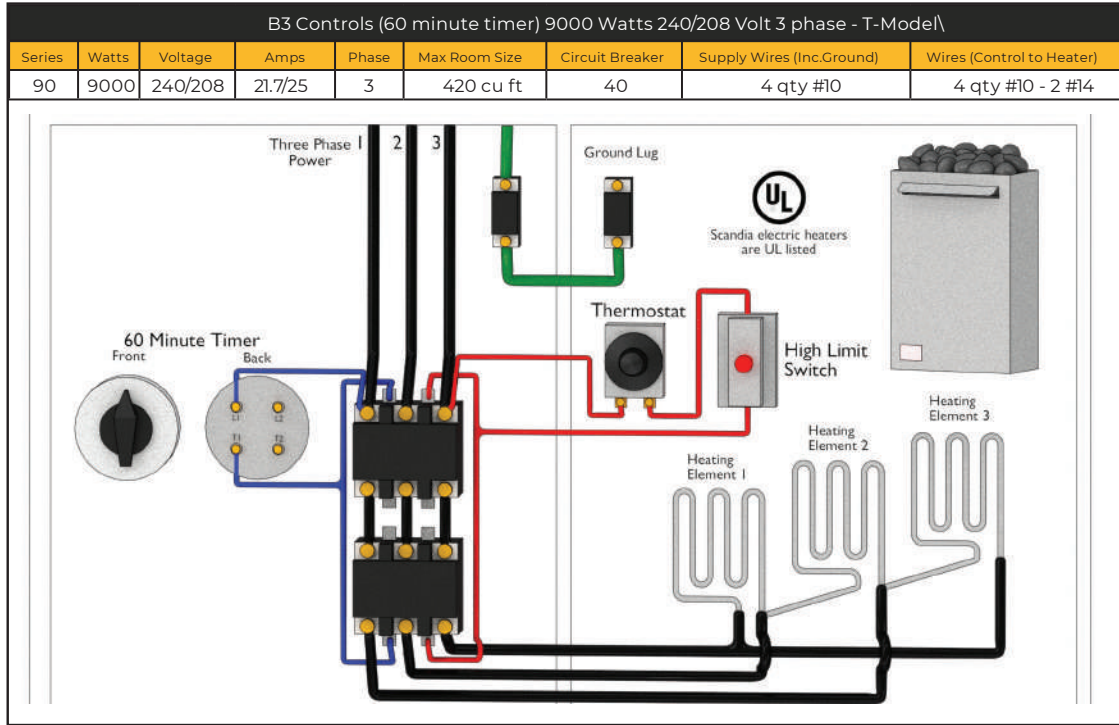 B3 Controls (60 minute timer) 9000 Watts 240/208 Volt 3 phase - T-Model\
Series Watts Voltage Amps Phase Max Room Size Circuit Breaker Supply Wires (Inc.Ground) Wires (Control to Heater)
90 9000 240/208 21.7/25 3 420 cu ft 40 4 qty #10 4 qty #10 - 2 #14
Three Phase 1 2 3
Power
Ground Lug
UL
Scandia electric heaters
are UL listed
Thermostat
High Limit
Switch
60 Minute Timer
Front Back
L1 L2
T1 T2
Heating
Element 1
Heating
Element 2
Heating
Element 3